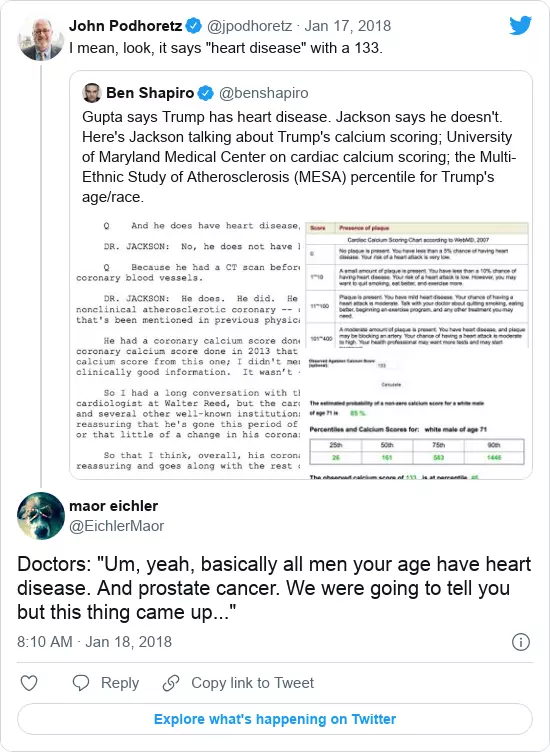 John Podhoretz @jpodhoretz · Jan 17, 2018
I mean, look, it says "heart disease" with a 133.
Ben Shapiro @benshapiro
Gupta says Trump has heart disease. Jackson says he doesn't.
Here's Jackson talking about Trump's calcium scoring; University
of Maryland Medical Center on cardiac calcium scoring; the Multi-
Ethnic Study of Atherosclerosis (MESA) percentile for Trump's
age/race.
Q And he does have heart disease,
DR. JACKSON: No, he does not have
Q Because he had a CT scan before
coronary blood vessels.
DR. JACKSON: He does. He did. He
nonclinical atherosclerotic coronary --
that's been mentioned in previous physic
He had a coronary calcium score done
coronary calcium score done in 2013 that
calcium score from this one; I didn't me
clinically good information. It wasn't
So I had a long conversation with t
cardiologist at Walter Reed, but the car
and several other well-known institution
reassuring that he's gone this period of
or that little of a change in his corona
So that I think, overall, his corona
reassuring and goes along with the rest
Score Presence of plaque
Cardiac Calcium Scoring Chart according to WebMD, 2007
0 No plaque is present. You have less than a 5% chance of having heart
disease. Your risk of a heart attack is very low.
1**10 A small amount of plaque is present. You have less than a 10% chance of
having heart disease. Your risk of a heart attack is low. However, you may
want to quit smoking, eat better, and exercise more.
11**100 Plaque is present. You have mild heart disease. Your chance of having a
heart attack is moderate. Talk with your doctor about quitting smoking, eating
better, beginning an exercise program, and any other treatment you may
need.
101**400 A moderate amount of plaque is present. You have heart disease, and plaque
may be blocking an artery. Your chance of having a heart attack is moderate
to high. Your health professional may want more tests and may start
Observed Agatston Calcium Score
(optional): 133
Calculate
The estimated probability of a non-zero calcium score for a white male
of age 71 is 85 %.
Percentiles and Calcium Scores for: white male of age 71
25th 50th 75th 90th
26 161 583 1446
The observed calcium score of 133 is at percentile
maor eichler
@EichlerMaor
Doctors: "Um, yeah, basically all men your age have heart
disease. And prostate cancer. We were going to tell you
but this thing came up..."
8:10 AM · Jan 18, 2018
Reply Copy link to Tweet
Explore what's happening on Twitter